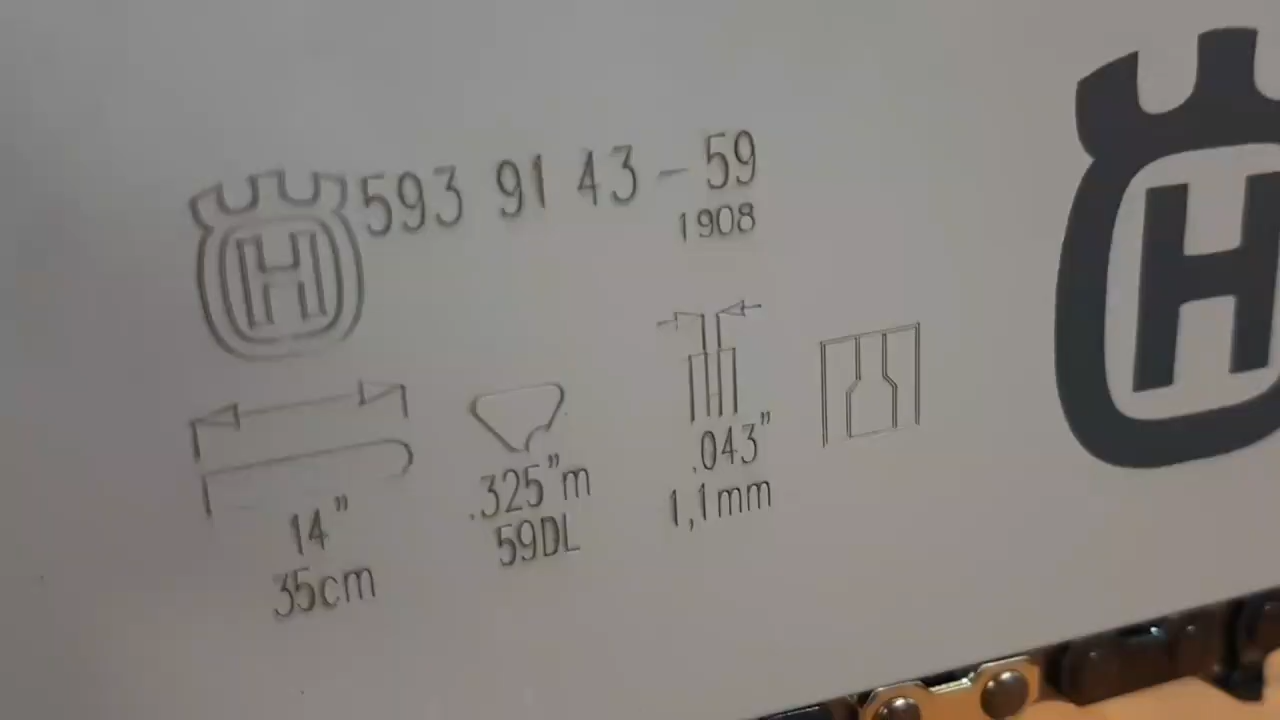 H 593 91 43-59
1908
14"
35cm
.325"m
59DL
.043"
1,1mm
H